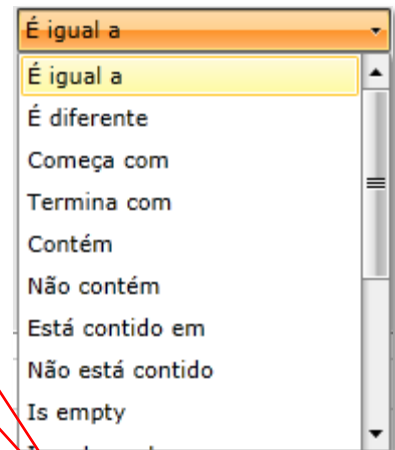 É igual a
É igual a
É diferente
Começa com
Termina com
Contém
Não contém
Está contido em
Não está contido
Is empty